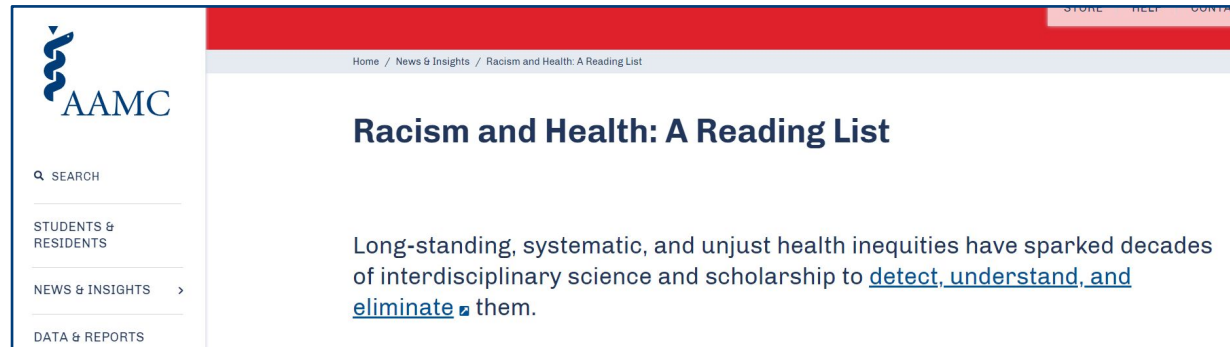 STORE HELP
Home / News & Insights / Racism and Health: A Reading List
AAMC
Racism and Health: A Reading List
SEARCH
STUDENTS &
RESIDENTS
NEWS & INSIGHTS >
DATA & REPORTS
Long-standing, systematic, and unjust health inequities have sparked decades
of interdisciplinary science and scholarship to detect, understand, and
eliminate them.